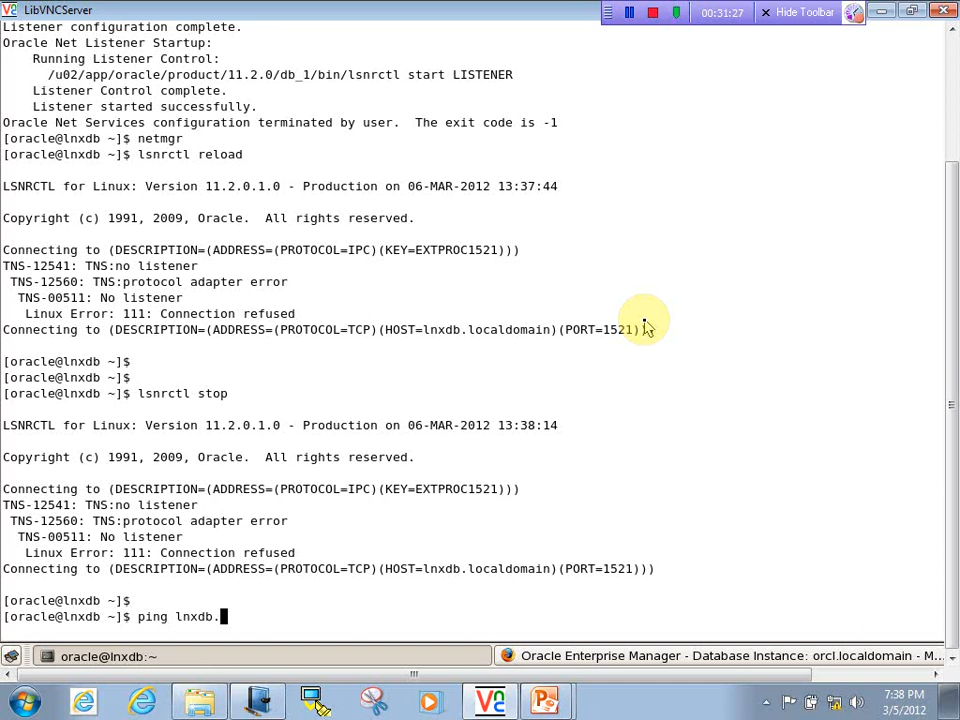 LibVNCServer
00:31:27
Hide Toolbar
Listener configuration complete.
Oracle Net Listener Startup:
    Running Listener Control:
      /u02/app/oracle/product/11.2.0/db_1/bin/lsnrctl start LISTENER
    Listener Control complete.
    Listener started successfully.
Oracle Net Services configuration terminated by user.  The exit code is -1
[oracle@lnxdb ~]$ netmgr
[oracle@lnxdb ~]$ lsnrctl reload
LSNRCTL for Linux: Version 11.2.0.1.0 - Production on 06-MAR-2012 13:37:44
Copyright (c) 1991, 2009, Oracle.  All rights reserved.
Connecting to (DESCRIPTION=(ADDRESS=(PROTOCOL=IPC)(KEY=EXTPROC1521)))
TNS-12541: TNS:no listener
 TNS-12560: TNS:protocol adapter error
  TNS-00511: No listener
   Linux Error: 111: Connection refused
Connecting to (DESCRIPTION=(ADDRESS=(PROTOCOL=TCP)(HOST=lnxdb.localdomain)(PORT=1521)))
[oracle@lnxdb ~]$
[oracle@lnxdb ~]$
[oracle@lnxdb ~]$ lsnrctl stop
LSNRCTL for Linux: Version 11.2.0.1.0 - Production on 06-MAR-2012 13:38:14
Copyright (c) 1991, 2009, Oracle.  All rights reserved.
Connecting to (DESCRIPTION=(ADDRESS=(PROTOCOL=IPC)(KEY=EXTPROC1521)))
TNS-12541: TNS:no listener
 TNS-12560: TNS:protocol adapter error
  TNS-00511: No listener
   Linux Error: 111: Connection refused
Connecting to (DESCRIPTION=(ADDRESS=(PROTOCOL=TCP)(HOST=lnxdb.localdomain)(PORT=1521)))
[oracle@lnxdb ~]$
[oracle@lnxdb ~]$ ping lnxdb.
oracle@lnxdb:~
Oracle Enterprise Manager - Database Instance: orcl.localdomain - M...
7:38 PM
3/5/2012